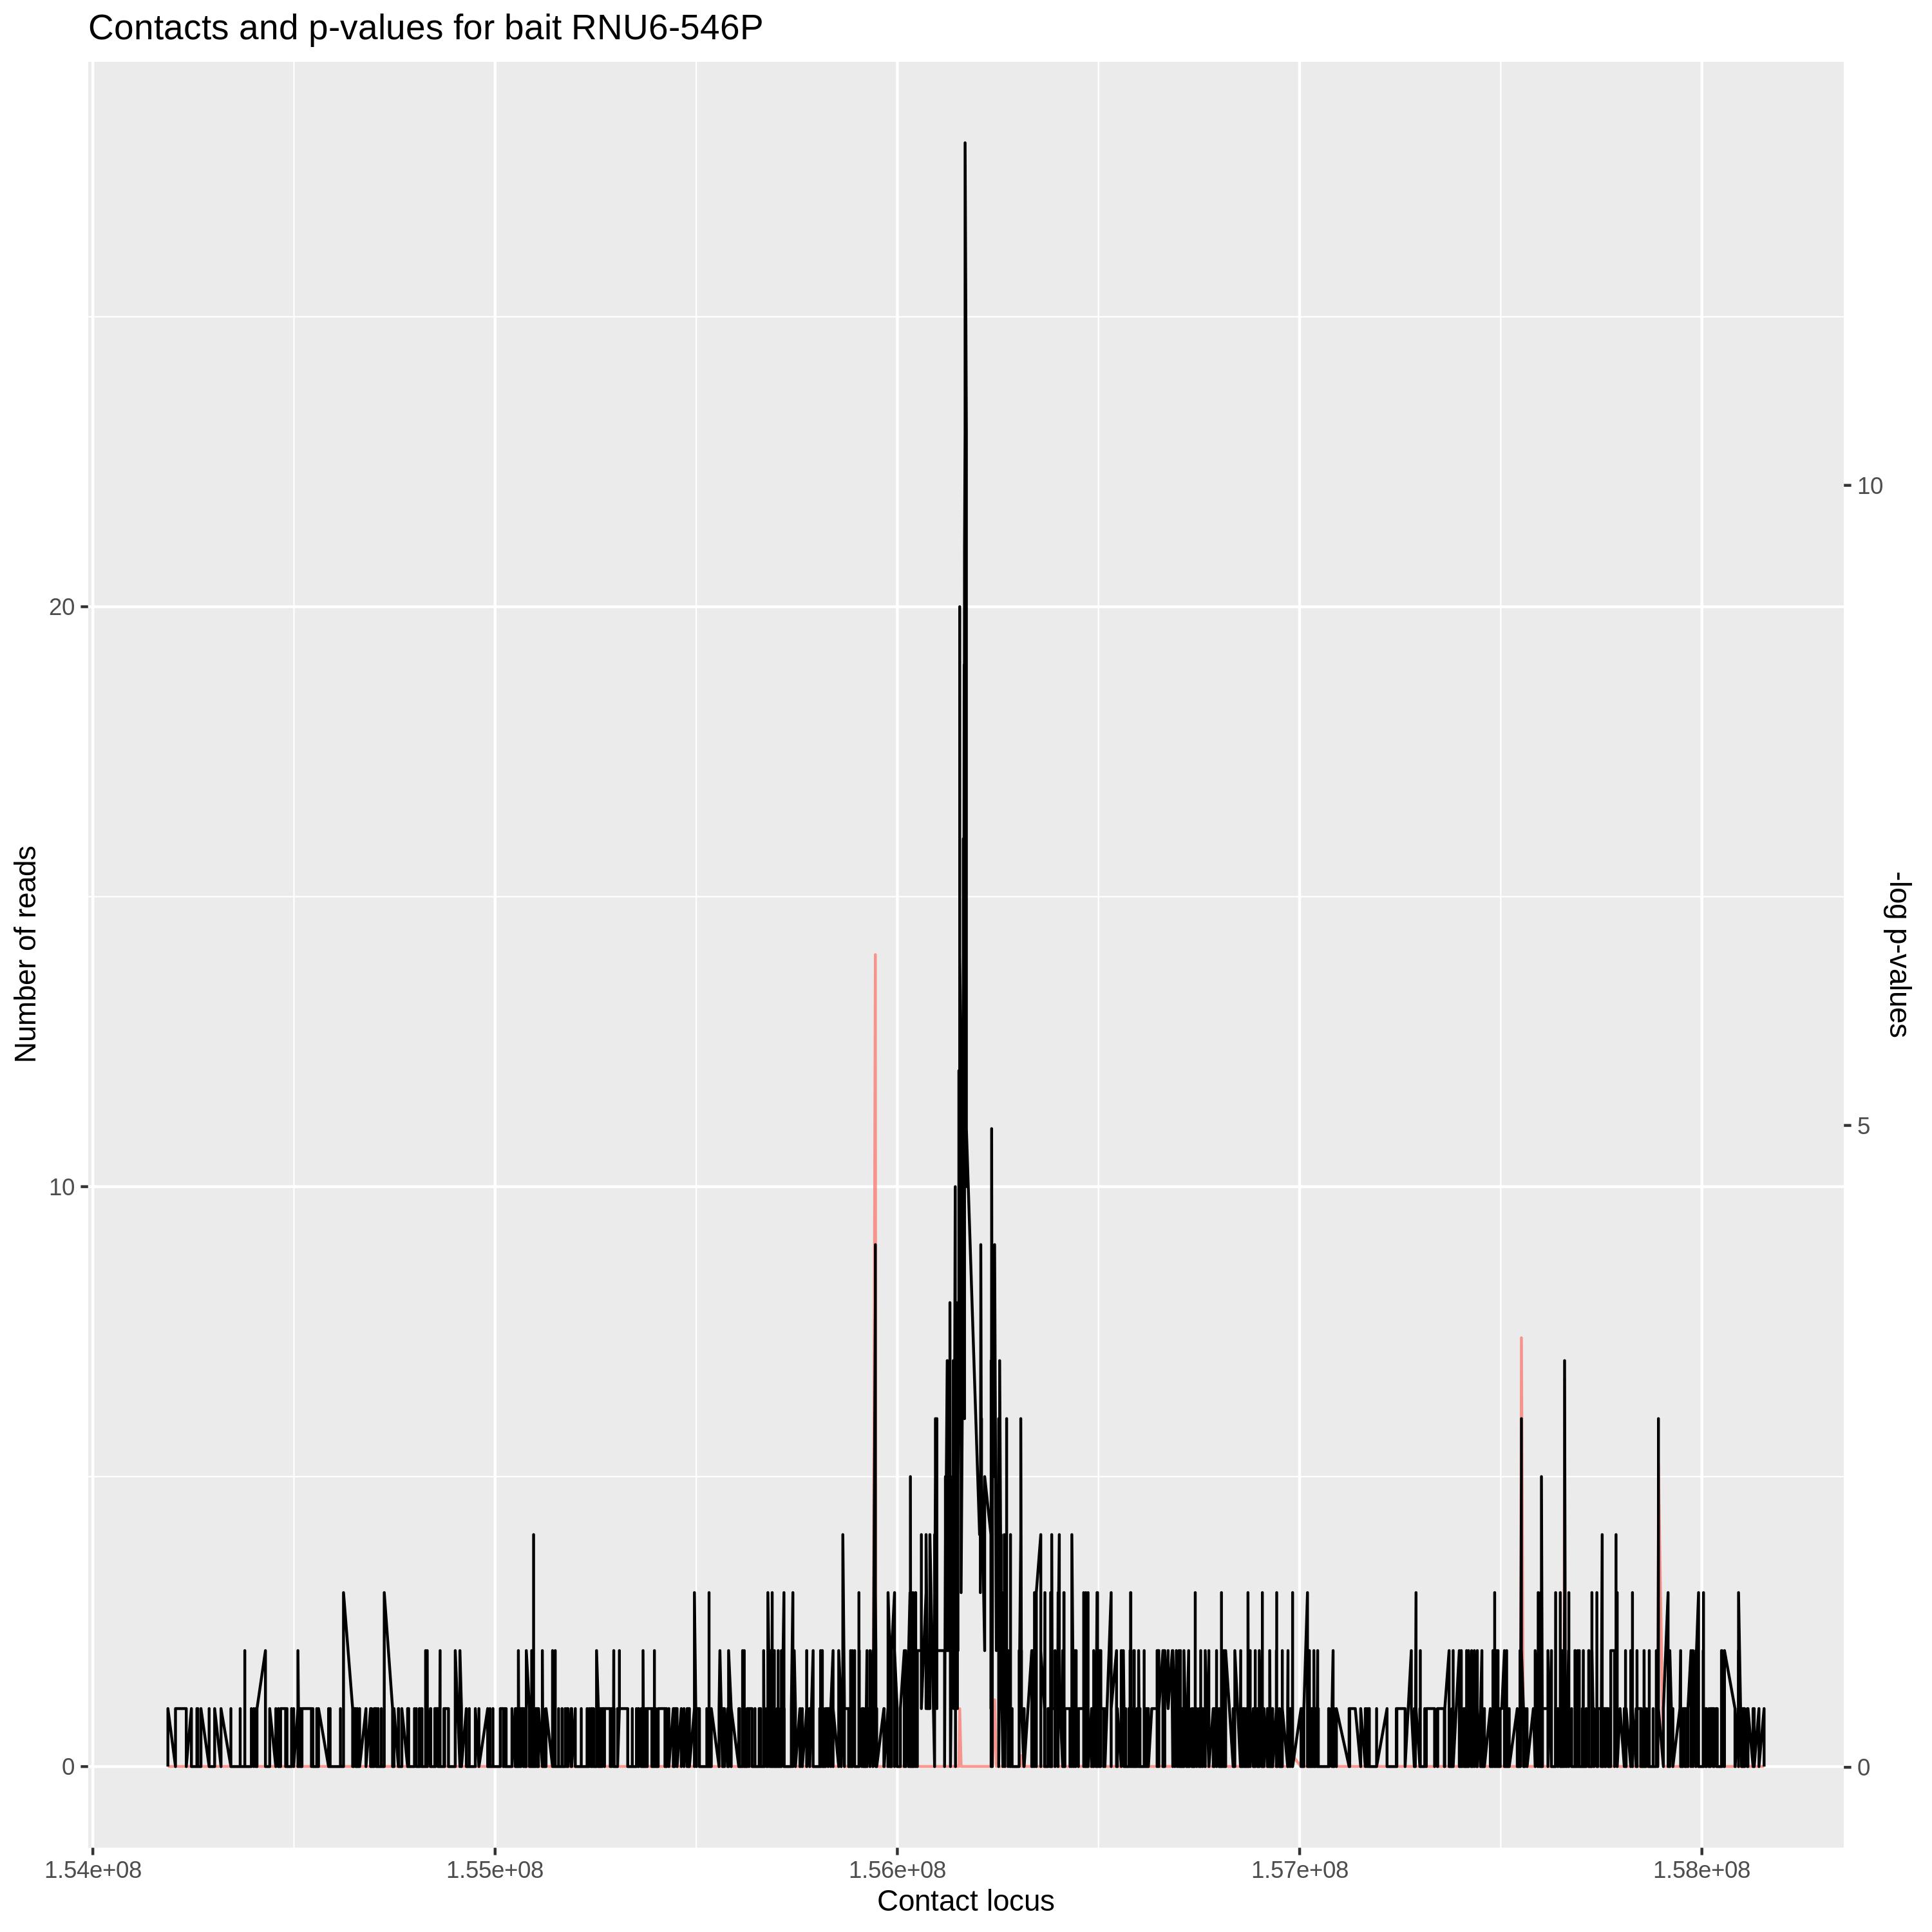 Contacts and p-values for bait RNU6-546P
Number of reads
20
10
0
10
5
0
-log p-values
1.54e+08
1.55e+08
1.56e+08
1.57e+08
1.58e+08
Contact locus